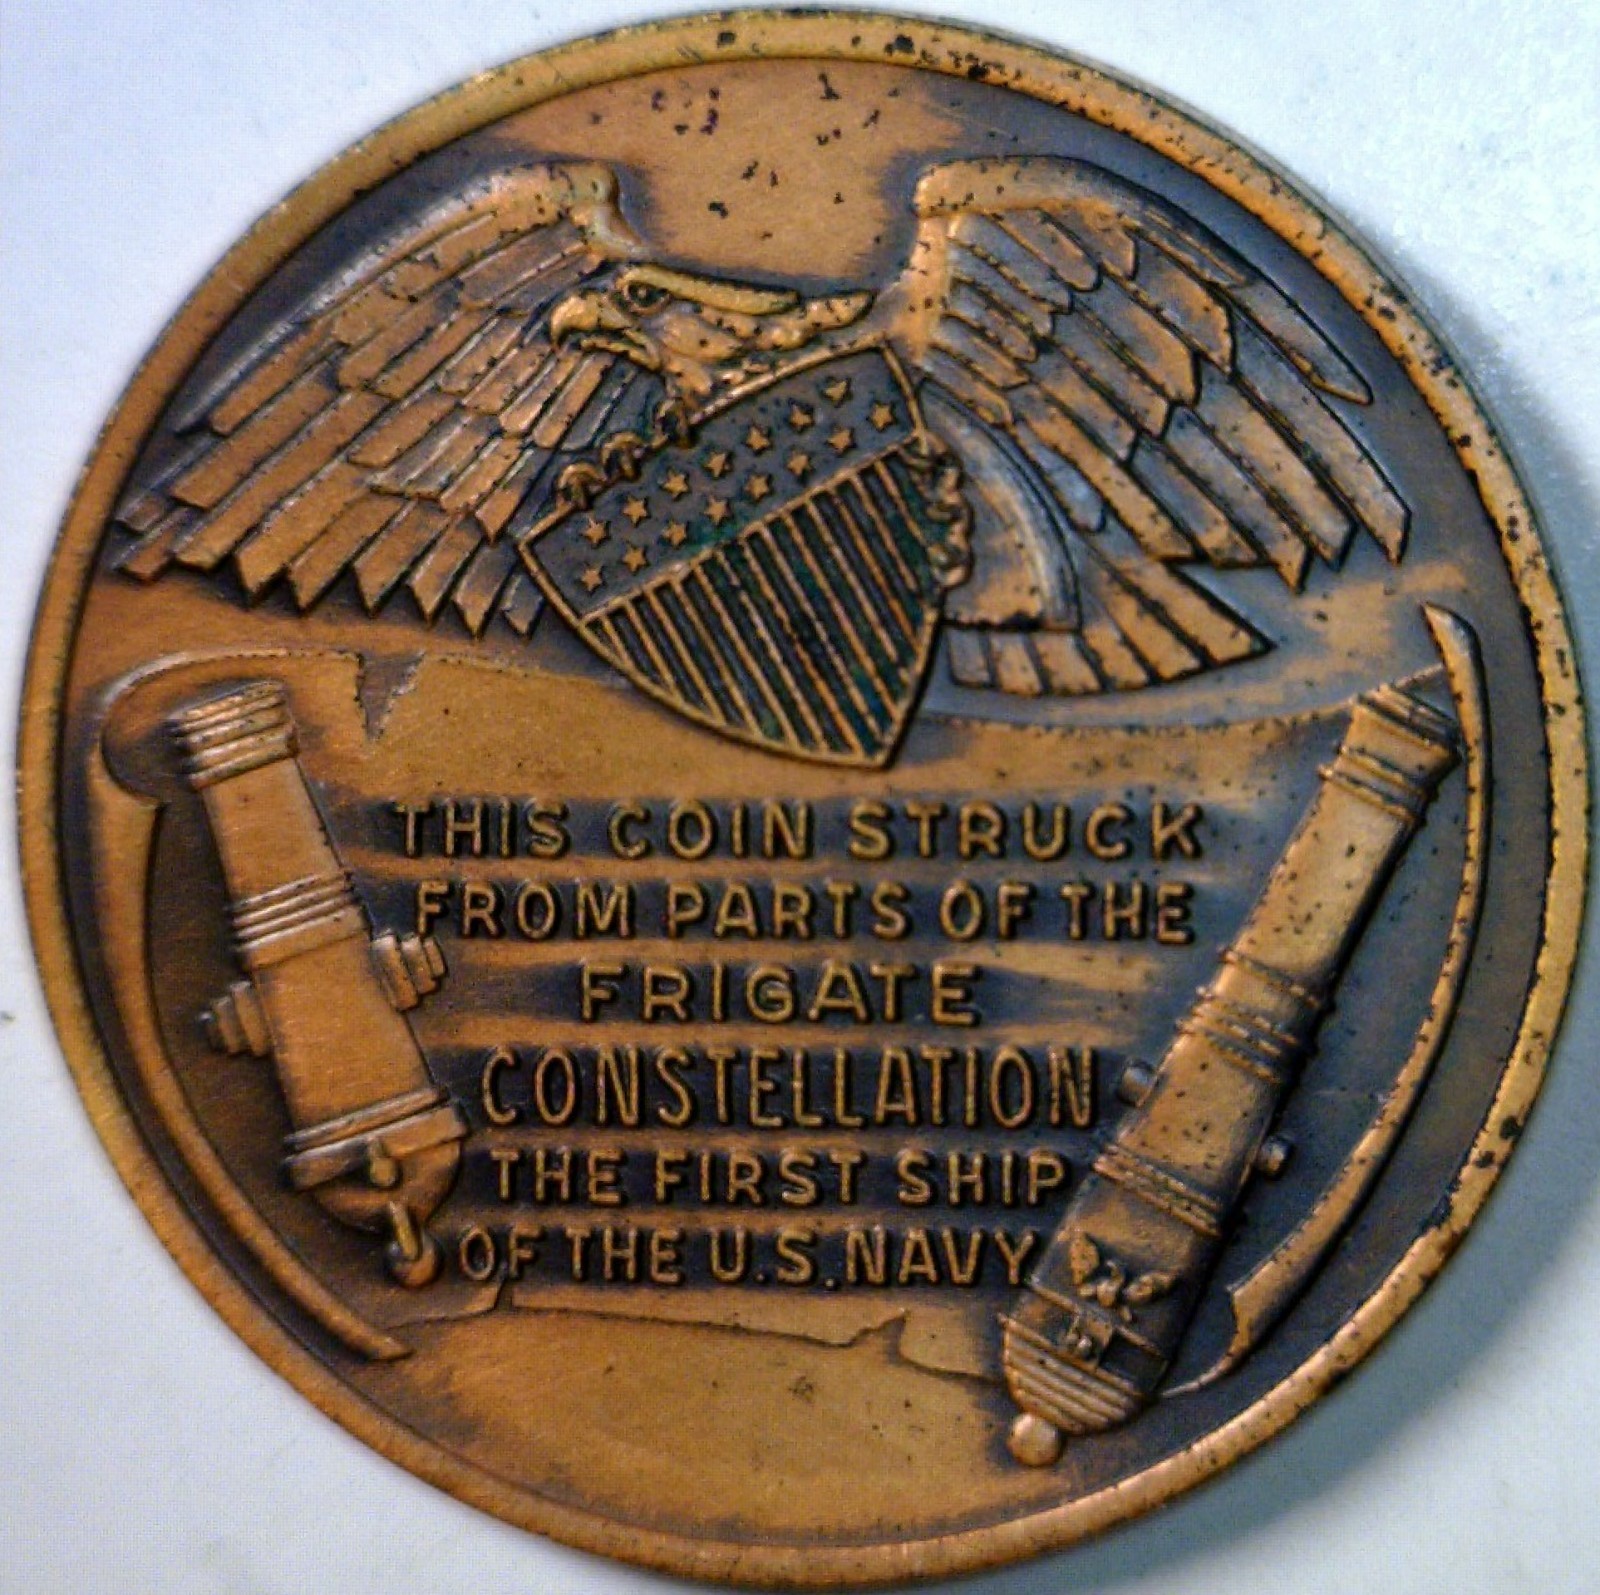 THIS COIN STRUCK
FROM PARTS OF THE
FRIGATE
CONSTELLATION
THE FIRST SHIP
OF THE U.S. NAVY